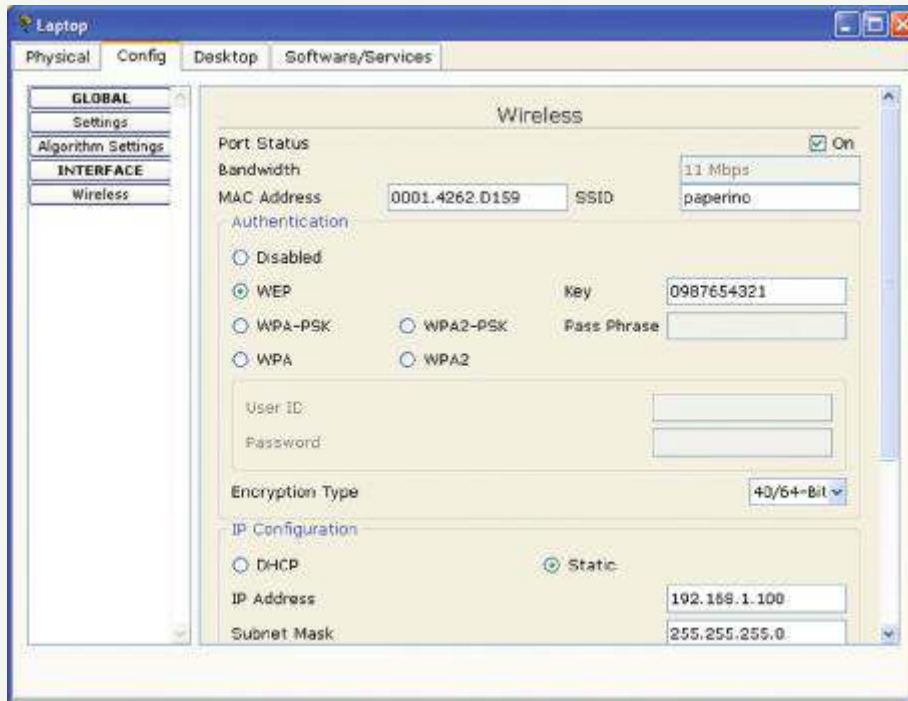 Laptop
Physical Config Desktop Software/Services
GLOBAL
Settings
Algorithm Settings
INTERFACE
Wireless
Wireless
Port Status On
Bandwidth 11 Mbps
MAC Address 0001.4262.D159 SSID paperino
Authentication
Disabled
WEP Key 0987654321
WPA-PSK WPA2-PSK Pass Phrase
WPA WPA2
User ID
Password
Encryption Type 40/64-Bit
IP Configuration
DHCP Static
IP Address 192.168.1.100
Subnet Mask 255.255.255.0